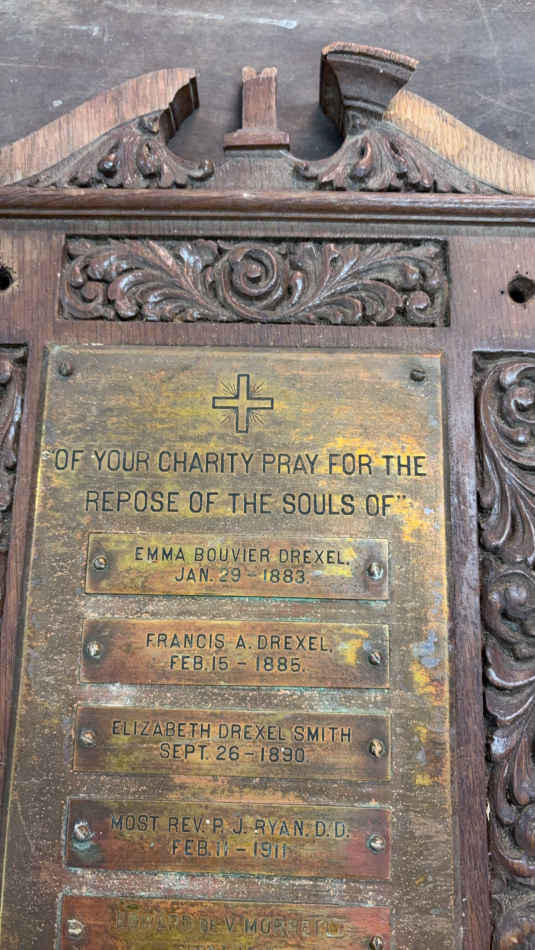 "OF YOUR CHARITY, PRAY FOR THE
REPOSE OF THE SOULS OF"
EMMA BOUVIER DREXEL,
JAN. 29 - 1883.
FRANCIS A. DREXEL,
FEB. 15 - 1885.
ELIZABETH DREXEL SMITH
SEPT. 26 - 1890.
MOST REV. P. J. RYAN, D.D.
FEB. 11 - 1911